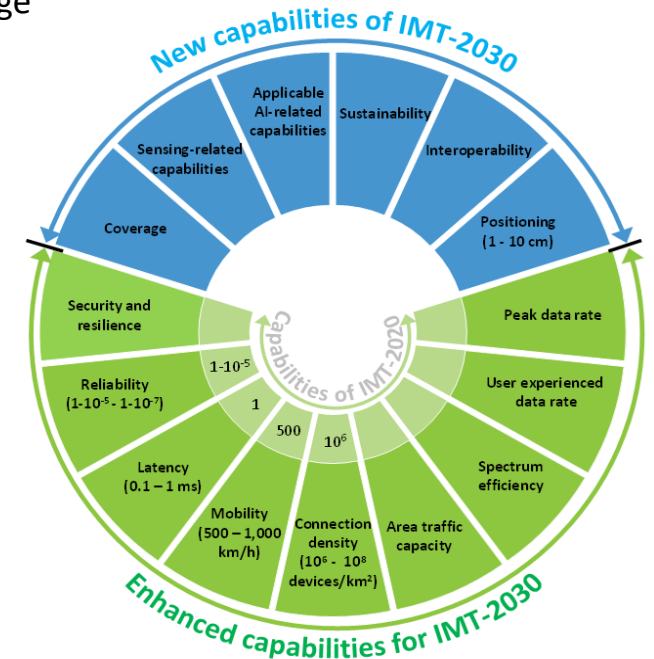 ge
New capabilities of IMT-2030
Applicable
AI-related
capabilities
Sustainability
Sensing-related
capabilities
Interoperability
Coverage
Positioning
(1 - 10 cm)
Security and
resilience
Peak data rate
Capabilities of IMT-2020
Reliability
(1-10⁻⁵ - 1-10⁻⁷)
1-10⁻⁵
User experienced
data rate
Latency
(0.1 – 1 ms)
1
Spectrum
efficiency
Mobility
(500 – 1,000
km/h)
500
Connection
density
(10⁶ - 10⁸
devices/km²)
10⁶
Area traffic
capacity
Enhanced capabilities for IMT-2030